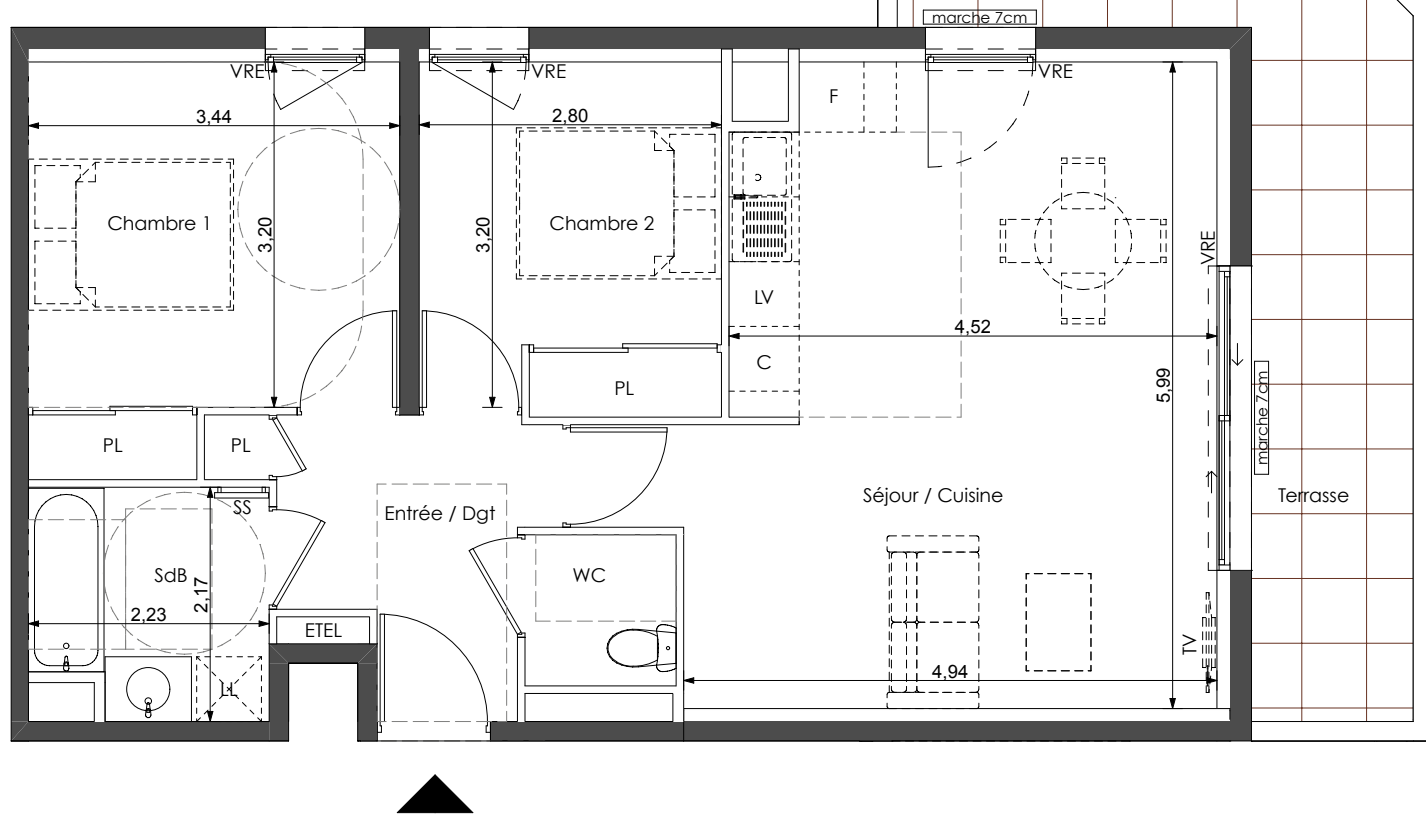 marche 7cm
VRE
VRE
VRE
F
3,44
2,80
Chambre 1
3,20
3,20
Chambre 2
VRE
LV
4,52
C
PL
5,99
marche 7cm
PL
PL
Séjour / Cuisine
Terrasse
SS
Entrée / Dgt
SdB
2,17
WC
2,23
ETEL
TV
4,94
LL